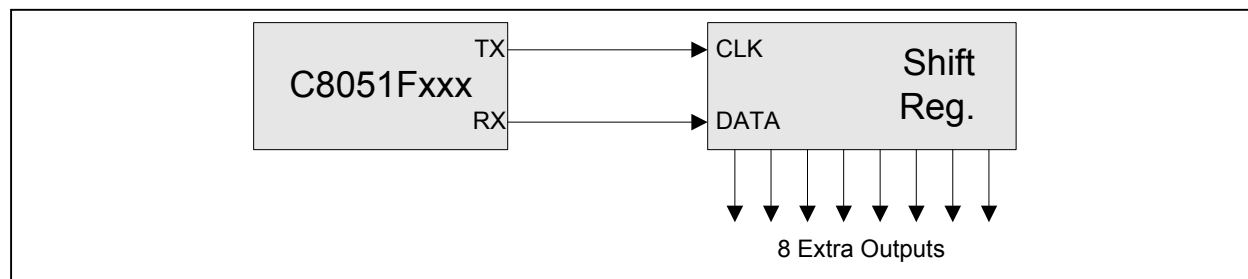 C8051Fxxx
TX
RX
CLK
DATA
Shift
Reg.
8 Extra Outputs